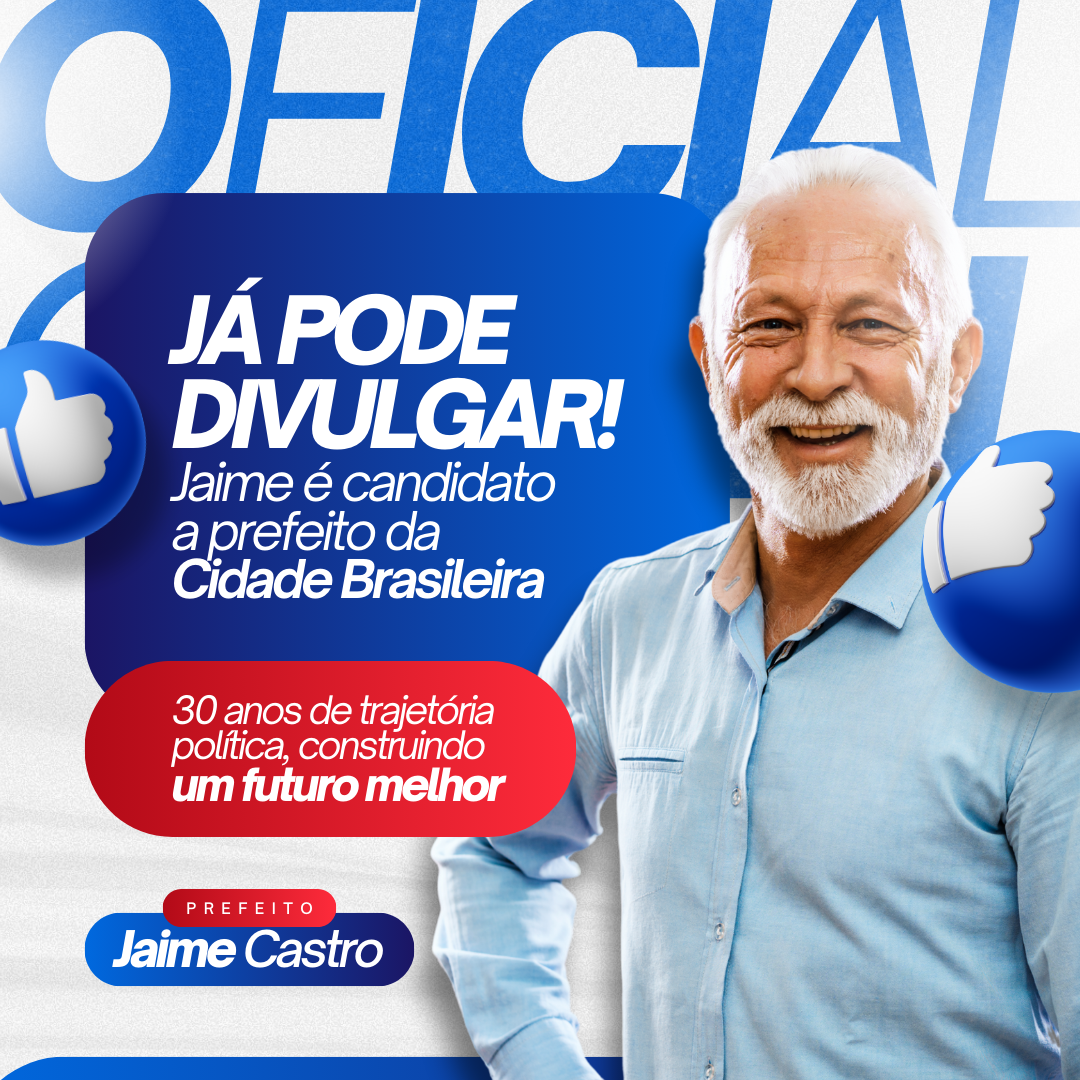 OFICIAL
JÁ PODE
DIVULGAR!
Jaime é candidato
a prefeito da
Cidade Brasileira
30 anos de trajetória
política, construindo
um futuro melhor
PREFEITO
Jaime Castro